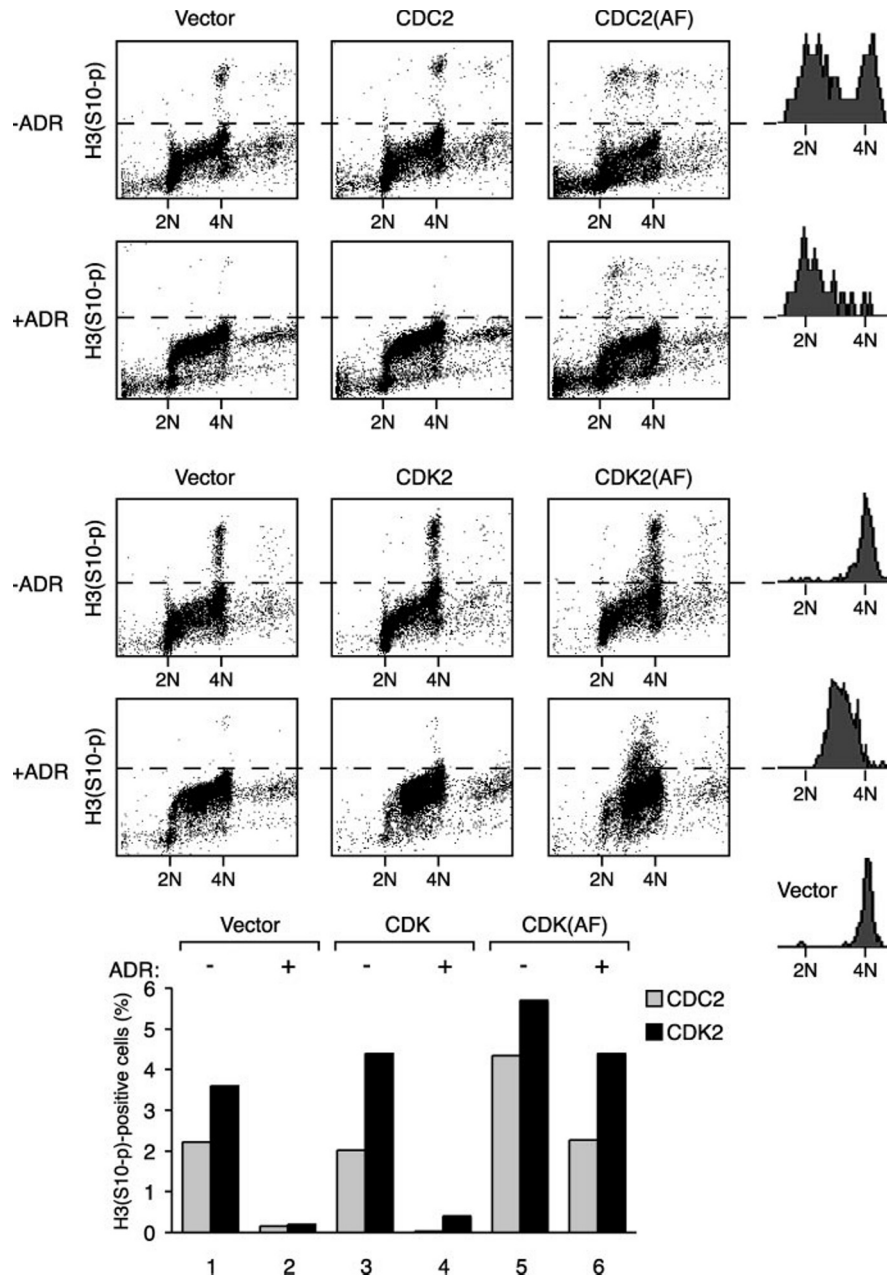 Vector CDC2 CDC2(AF)
-ADR H3(S10-p)
2N 4N 2N 4N 2N 4N 2N 4N
+ADR H3(S10-p)
2N 4N 2N 4N 2N 4N 2N 4N
Vector CDK2 CDK2(AF)
-ADR H3(S10-p)
2N 4N 2N 4N 2N 4N 2N 4N
+ADR H3(S10-p)
2N 4N 2N 4N 2N 4N 2N 4N
Vector
2N 4N
Vector CDK CDK(AF)
ADR: - + - + - +
H3(S10-p)-positive cells (%)
6
5
4
3
2
1
0
CDC2
CDK2
1 2 3 4 5 6